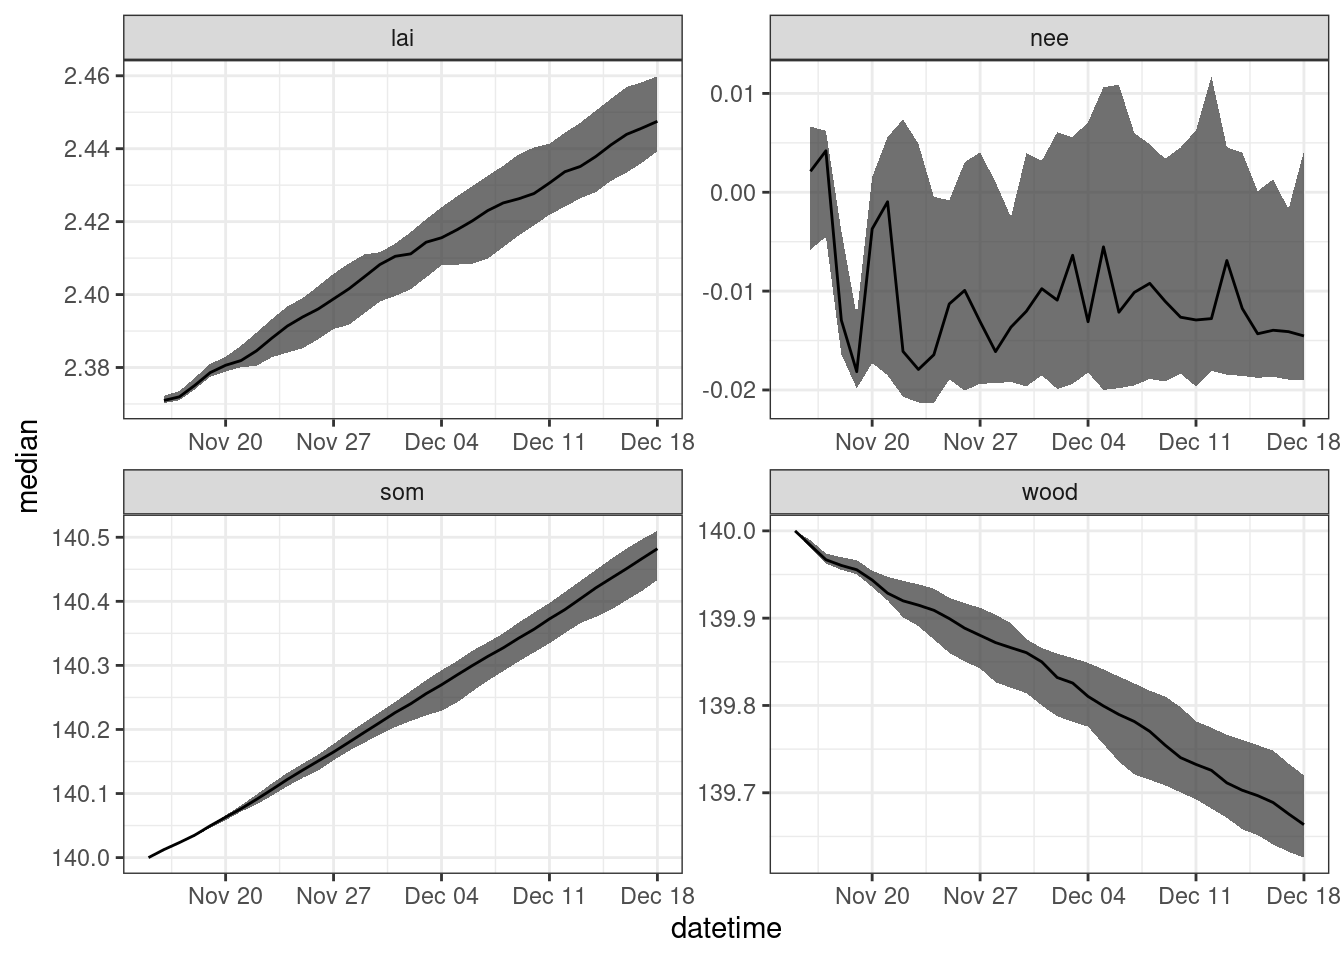 lai
nee
2.46
2.44
2.42
2.40
2.38
0.01
0.00
-0.01
-0.02
Nov 20 Nov 27 Dec 04 Dec 11 Dec 18
Nov 20 Nov 27 Dec 04 Dec 11 Dec 18
median
som
wood
140.5
140.4
140.3
140.2
140.1
140.0
140.0
139.9
139.8
139.7
Nov 20 Nov 27 Dec 04 Dec 11 Dec 18
Nov 20 Nov 27 Dec 04 Dec 11 Dec 18
datetime